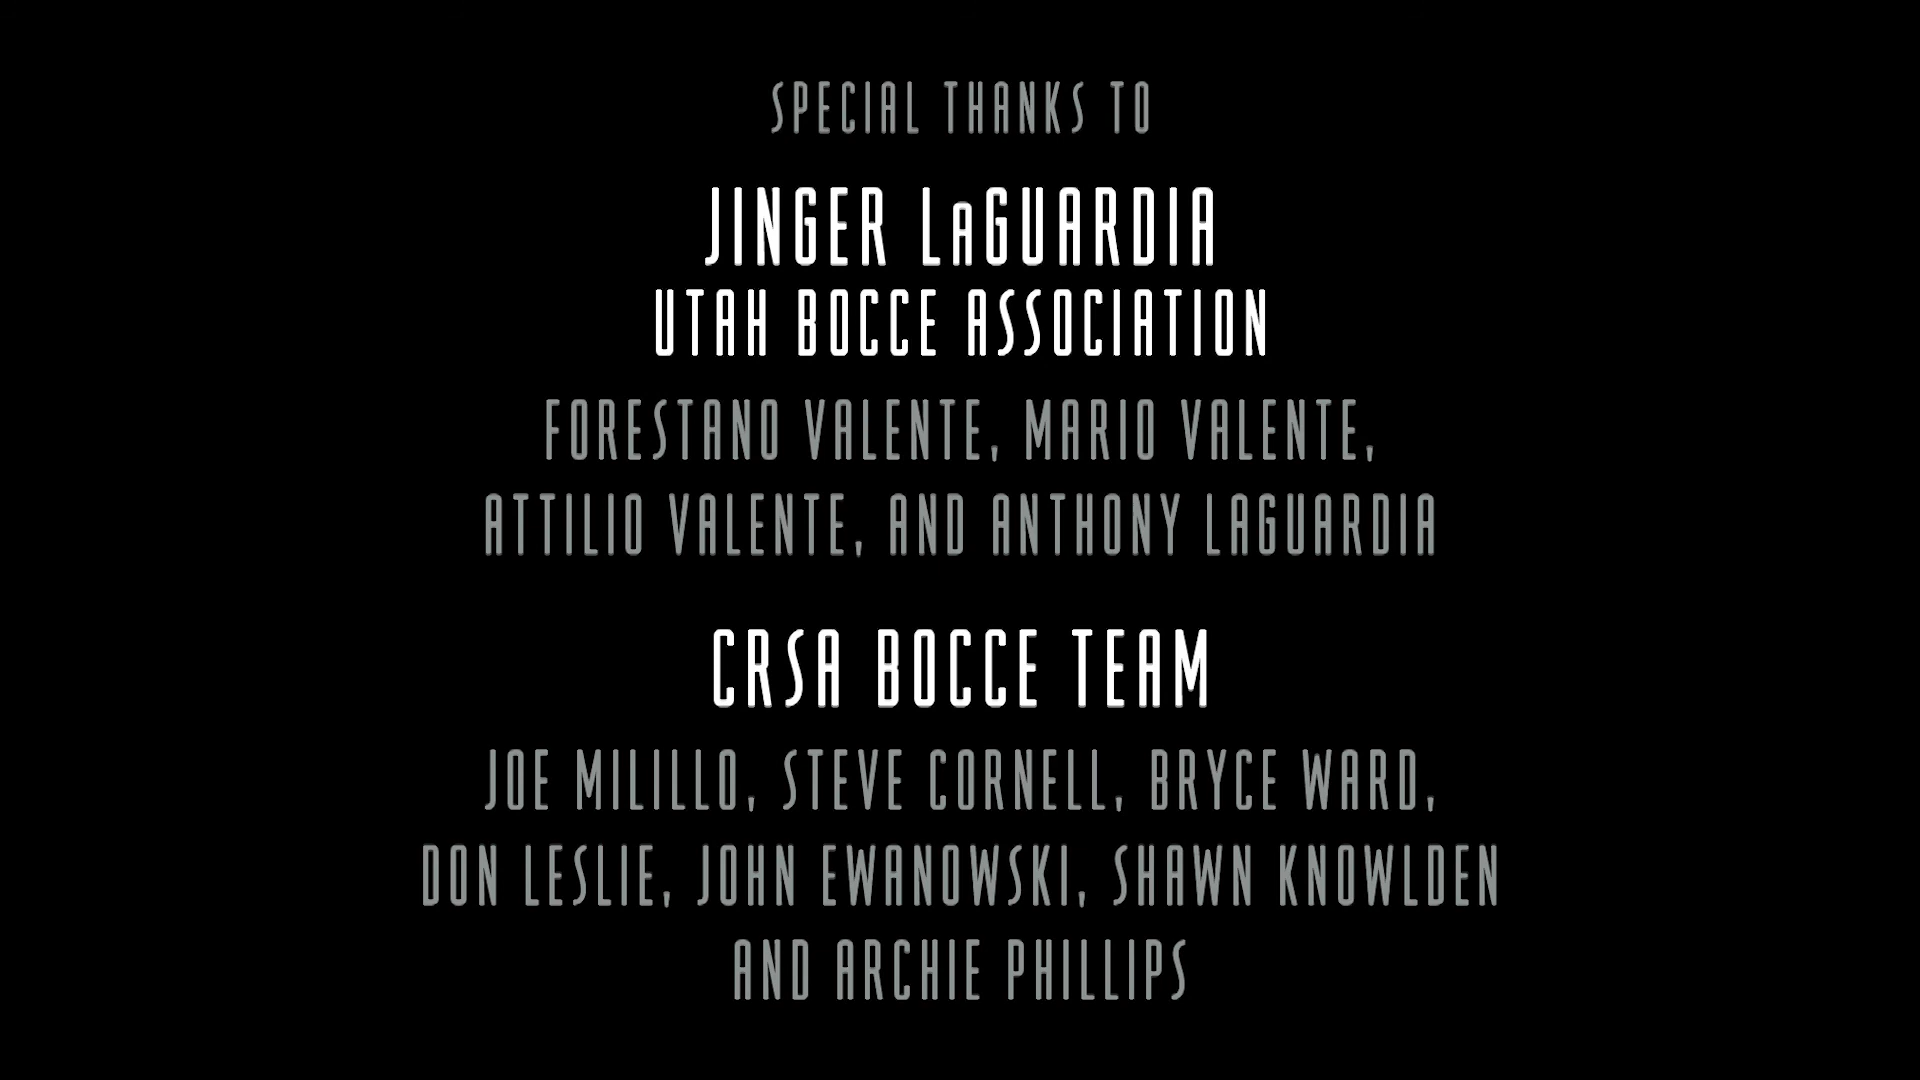 SPECIAL THANKS TO
JINGER LaGUARDIA
UTAH BOCCE ASSOCIATION
FORESTANO VALENTE, MARIO VALENTE,
ATTILIO VALENTE, AND ANTHONY LAGUARDIA
CRSA BOCCE TEAM
JOE MILILLO, STEVE CORNELL, BRYCE WARD,
DON LESLIE, JOHN EWANOWSKI, SHAWN KNOWLDEN
AND ARCHIE PHILLIPS